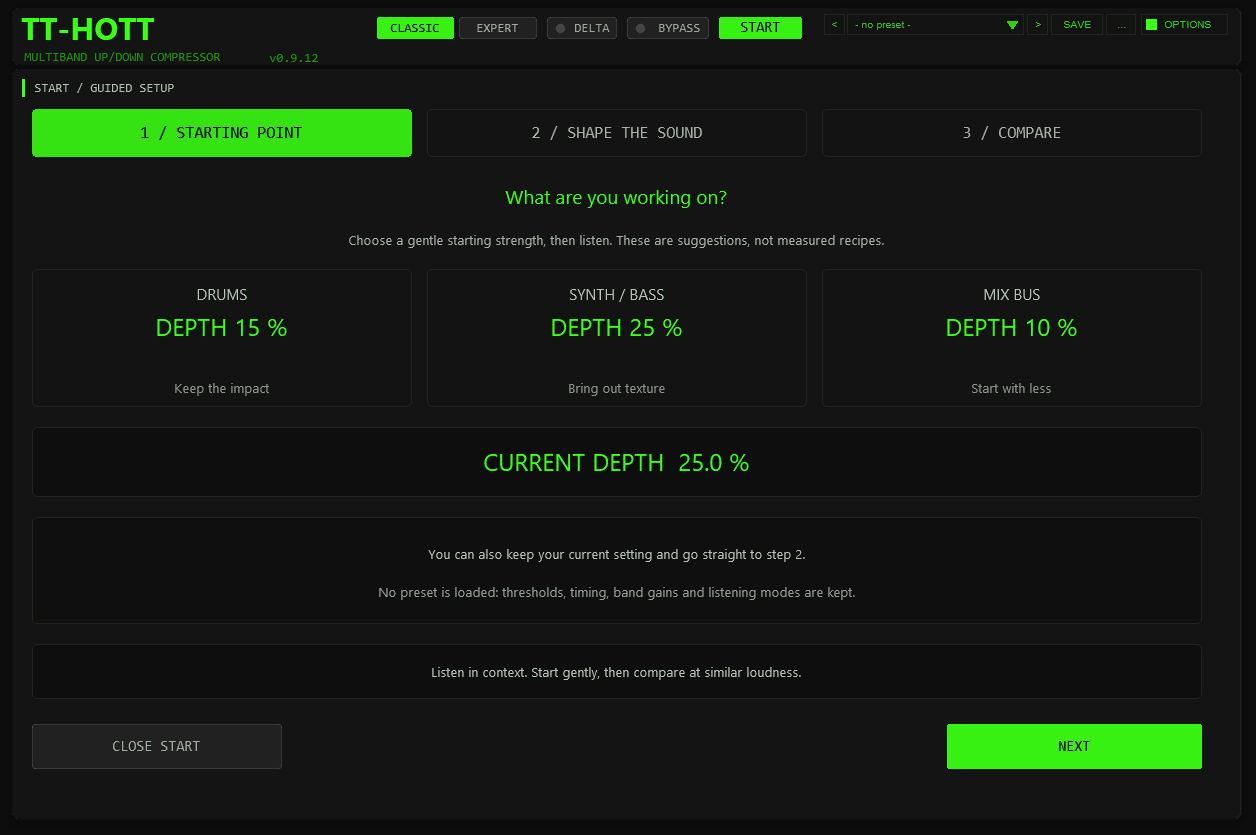 TT-HOTT
CLASSIC
EXPERT
DELTA
BYPASS
START
<
- no preset -
>
SAVE
...
OPTIONS
MULTIBAND UP/DOWN COMPRESSOR
v0.9.12
START / GUIDED SETUP
1 / STARTING POINT
2 / SHAPE THE SOUND
3 / COMPARE
What are you working on?
Choose a gentle starting strength, then listen. These are suggestions, not measured recipes.
DRUMS
DEPTH 15 %
Keep the impact
SYNTH / BASS
DEPTH 25 %
Bring out texture
MIX BUS
DEPTH 10 %
Start with less
CURRENT DEPTH 25.0 %
You can also keep your current setting and go straight to step 2.
No preset is loaded: thresholds, timing, band gains and listening modes are kept.
Listen in context. Start gently, then compare at similar loudness.
CLOSE START
NEXT